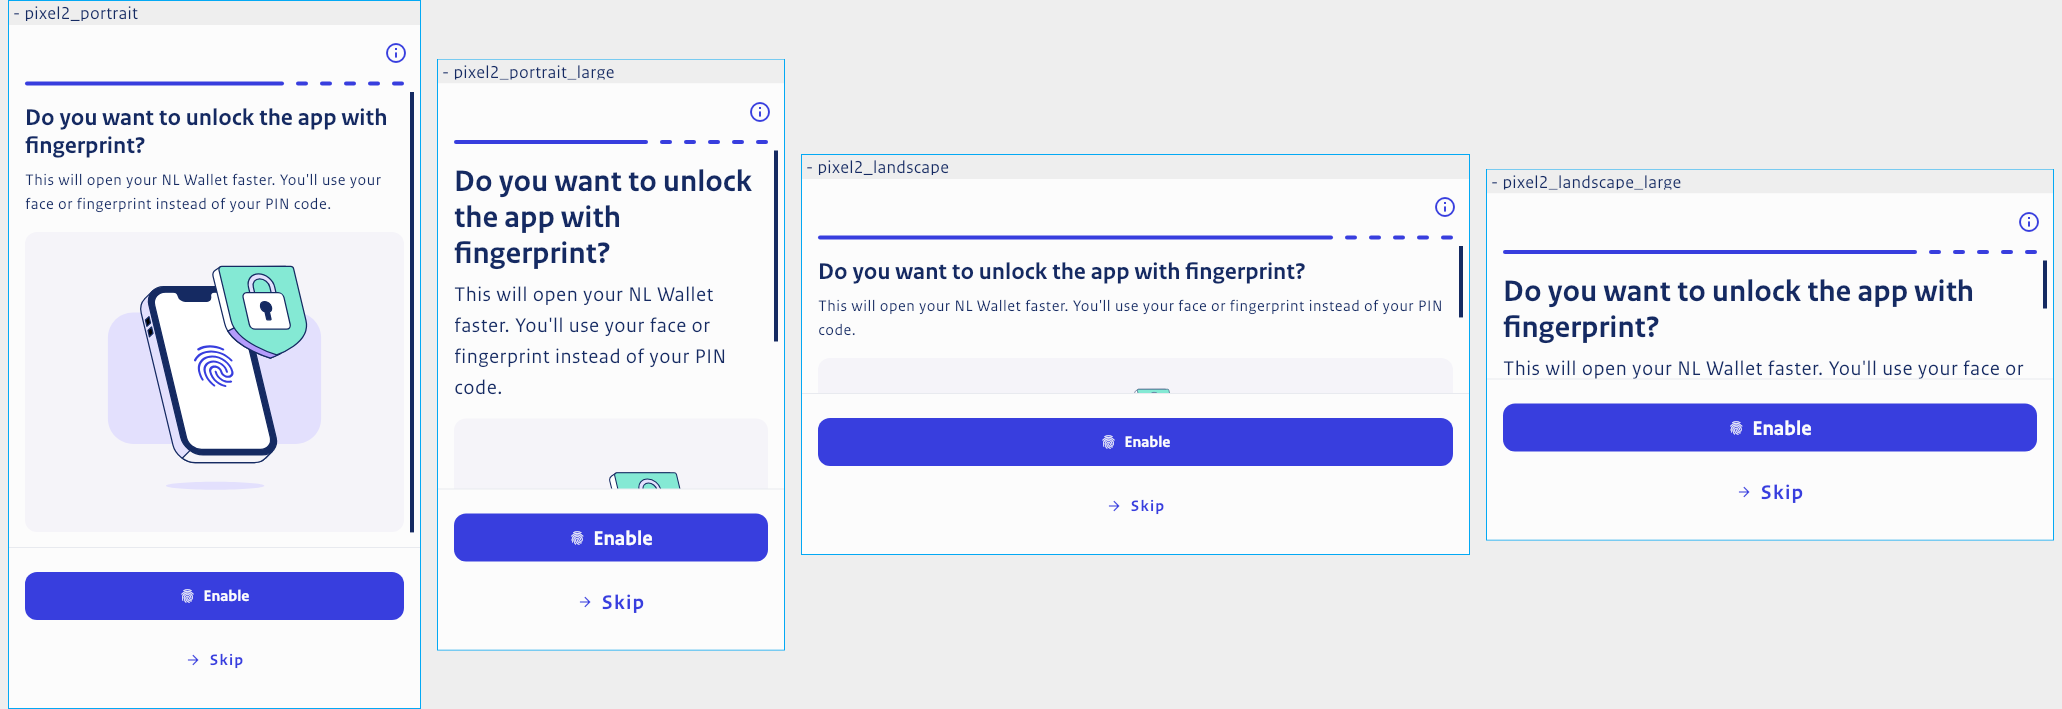 - pixel2_portrait
Do you want to unlock the app with
fingerprint?
This will open your NL Wallet faster. You'll use your
face or fingerprint instead of your PIN code.
Enable
Skip
- pixel2_portrait_large
Do you want to unlock
the app with
fingerprint?
This will open your NL Wallet
faster. You'll use your face or
fingerprint instead of your PIN
code.
Enable
Skip
- pixel2_landscape
Do you want to unlock the app with fingerprint?
This will open your NL Wallet faster. You'll use your face or fingerprint instead of your PIN
code.
Enable
Skip
- pixel2_landscape_large
Do you want to unlock the app with
fingerprint?
This will open your NL Wallet faster. You'll use your face or
Enable
Skip